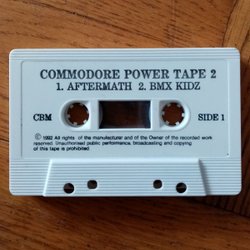 COMMODORE POWER TAPE 2
1. AFTERMATH 2. BMX KIDZ
CBM
SIDE 1
© 1992 All rights of the manufacturer and of the Owner of the recorded work
reserved. Unauthorised public performance, broadcasting and copying
of this tape is prohibited